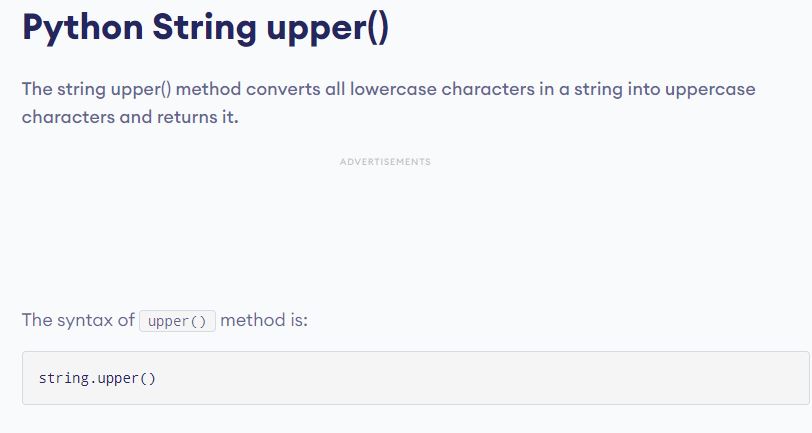 Python String upper()
The string upper() method converts all lowercase characters in a string into uppercase
characters and returns it.
ADVERTISEMENTS
The syntax of upper() method is:
string.upper()